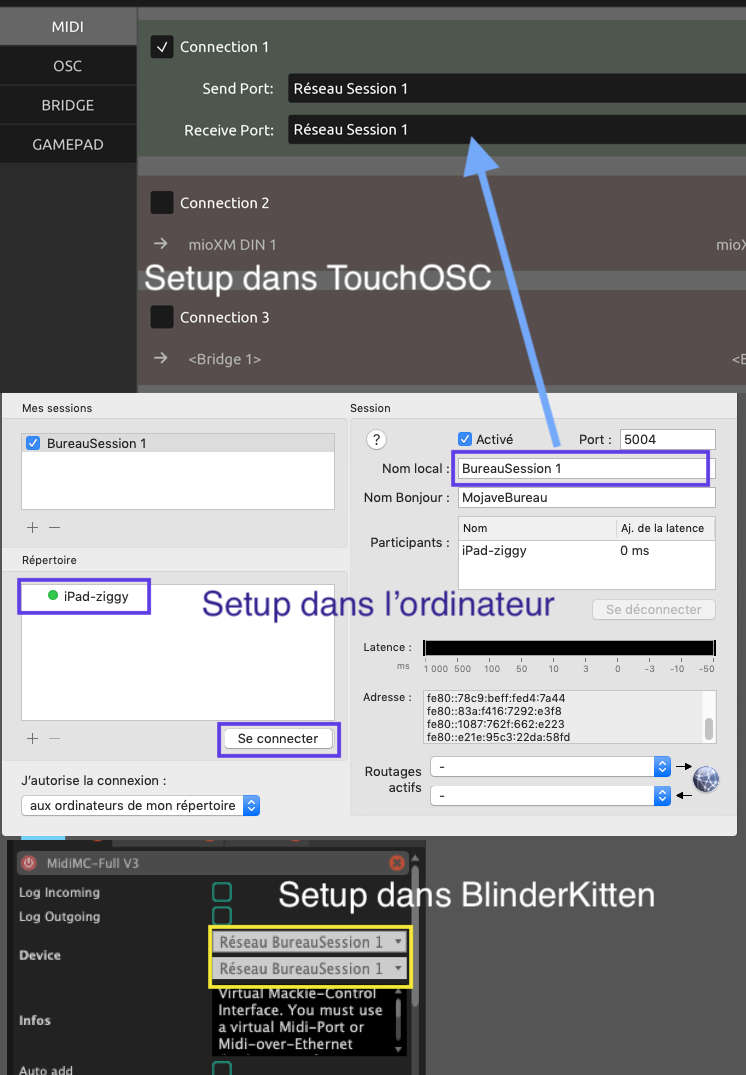 MIDI
OSC
BRIDGE
GAMEPAD
Connection 1
Send Port: Réseau Session 1
Receive Port: Réseau Session 1
Connection 2
→ mioXM DIN 1 mioX
Setup dans TouchOSC
Connection 3
→ <Bridge 1> <B
Mes sessions
BureauSession 1
+ −
Répertoire
iPad-ziggy
+ −
Se connecter
J'autorise la connexion :
aux ordinateurs de mon répertoire
Session
? Activé Port : 5004
Nom local : BureauSession 1
Nom Bonjour : MojaveBureau
Participants : Nom Aj. de la latence
iPad-ziggy 0 ms
Setup dans l'ordinateur
Se déconnecter
Latence :
ms 1 000 500 100 50 10 3 0 -3 -10 -50
Adresse : fe80::78c9:beff:fed4:7a44
fe80::83a:f416:7292:e3f8
fe80::1087:762f:662:e223
fe80::e21e:95c3:22da:58fd
Routages actifs - →
- ←
MidiMC-Full V3
Log Incoming
Setup dans BlinderKitten
Log Outgoing
Device Réseau BureauSession 1
Réseau BureauSession 1
Infos Virtual Mackie-Control
Interface. You must use
a virtual Midi-Port or
Midi-over-Ethernet
Auto add